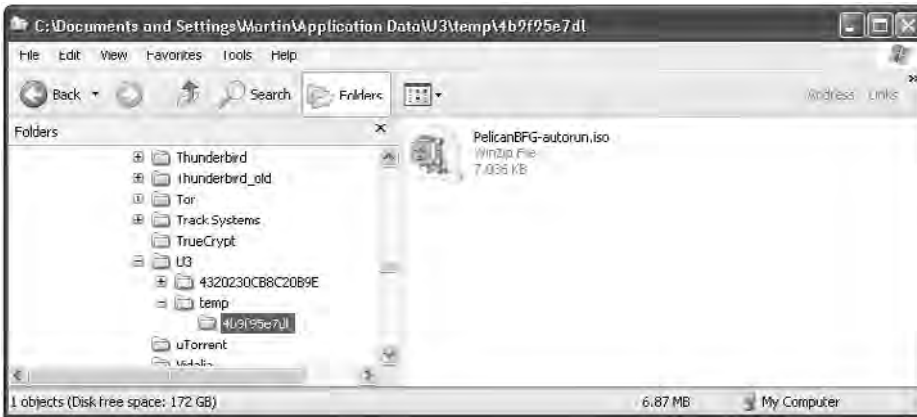 C:\Documents and Settings\Martin\Application Data\U3\temp\4b9f95e7dl
File Edit View Favorites Tools Help
Back Search Folders Address Links »
Folders ×
PelicanBFG-autorun.iso
WinZip File
7,036 KB
Thunderbird
Thunderbird_old
Tor
Track Systems
TrueCrypt
U3
4320230CB8C20B9E
temp
4b9f95e7dl
uTorrent
Vidalia
1 objects (Disk free space: 172 GB) 6.87 MB My Computer